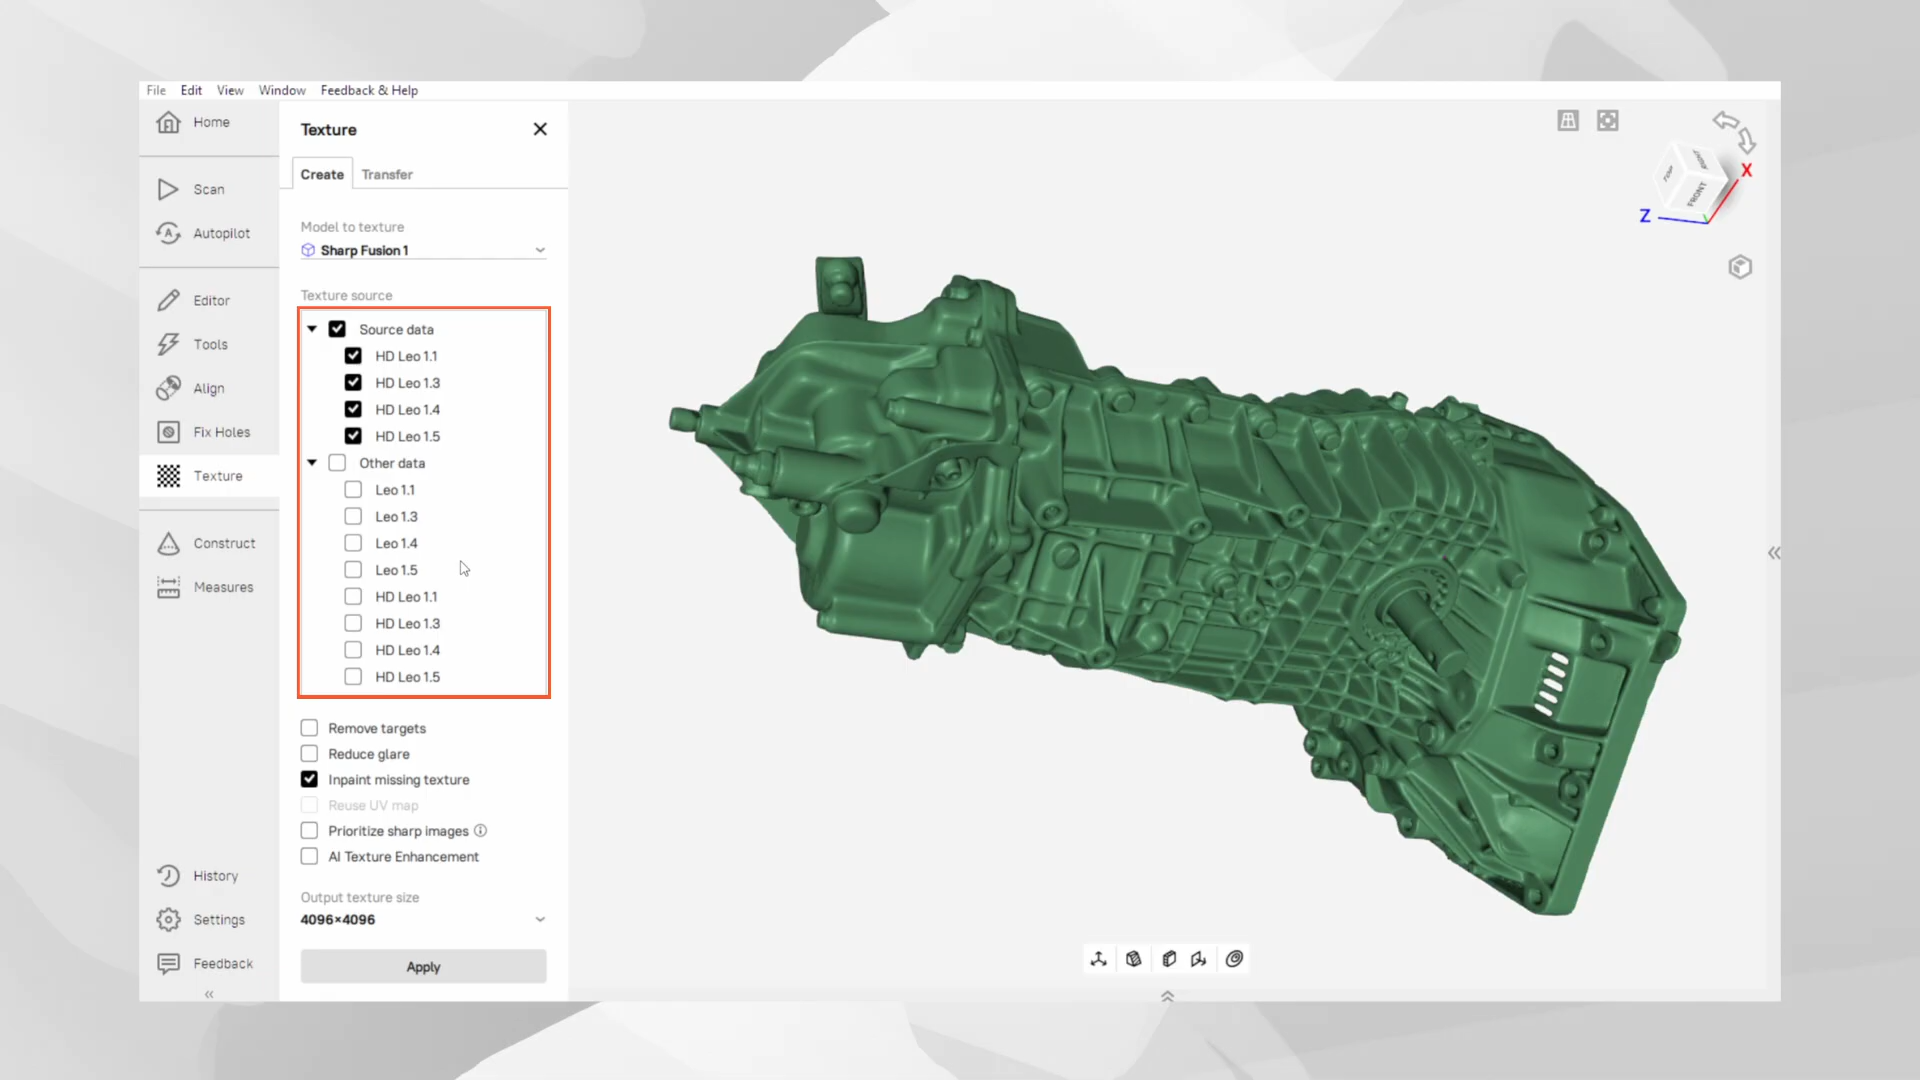 File Edit View Window Feedback & Help
Home
Scan
Autopilot
Editor
Tools
Align
Fix Holes
Texture
Construct
Measures
History
Settings
Feedback
Texture
Create Transfer
Model to texture
Sharp Fusion 1
Texture source
Source data
HD Leo 1.1
HD Leo 1.3
HD Leo 1.4
HD Leo 1.5
Other data
Leo 1.1
Leo 1.3
Leo 1.4
Leo 1.5
HD Leo 1.1
HD Leo 1.3
HD Leo 1.4
HD Leo 1.5
Remove targets
Reduce glare
Inpaint missing texture
Reuse UV map
Prioritize sharp images
AI Texture Enhancement
Output texture size
4096×4096
Apply
TOP
RIGHT
FRONT
X
Z